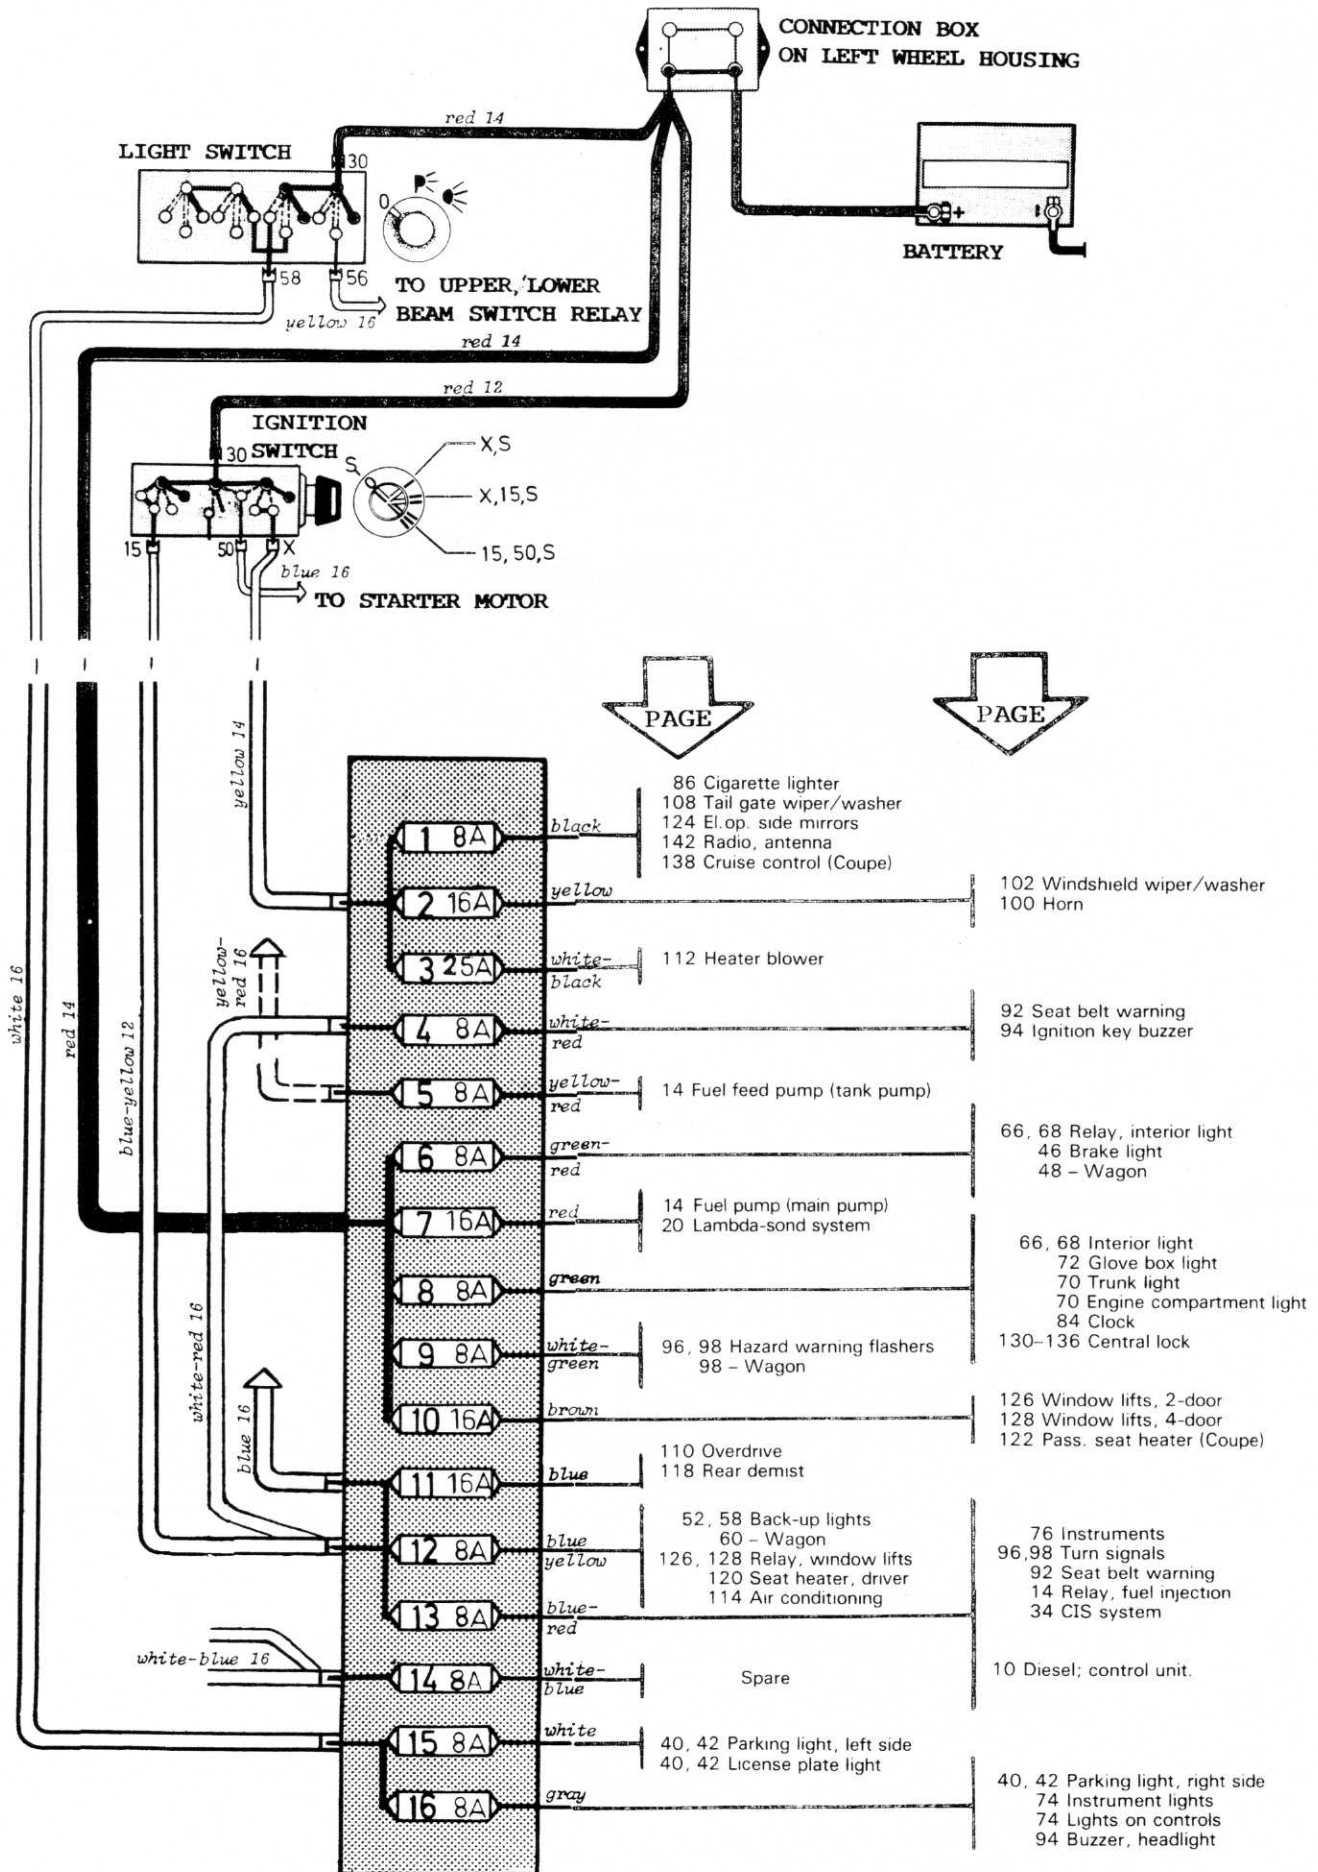 CONNECTION BOX
ON LEFT WHEEL HOUSING
red 14
LIGHT SWITCH
30
O
P
+
BATTERY
58
56
TO UPPER, LOWER
BEAM SWITCH RELAY
yellow 16
red 14
red 12
IGNITION
SWITCH
30
S
O
X,S
X,15,S
15,50,S
15
50
X
blue 16
TO STARTER MOTOR
PAGE
PAGE
yellow 14
white 16
red 14
blue-yellow 12
yellow-
red 16
white-red 16
blue 16
white-blue 16
1 8A
black
86 Cigarette lighter
108 Tail gate wiper/washer
124 El.op. side mirrors
142 Radio, antenna
138 Cruise control (Coupe)
2 16A
yellow
102 Windshield wiper/washer
100 Horn
3 25A
white-
black
112 Heater blower
4 8A
white-
red
92 Seat belt warning
94 Ignition key buzzer
5 8A
yellow-
red
14 Fuel feed pump (tank pump)
6 8A
green-
red
66, 68 Relay, interior light
46 Brake light
48 – Wagon
7 16A
red
14 Fuel pump (main pump)
20 Lambda-sond system
8 8A
green
66, 68 Interior light
72 Glove box light
70 Trunk light
70 Engine compartment light
84 Clock
130–136 Central lock
9 8A
white-
green
96, 98 Hazard warning flashers
98 – Wagon
10 16A
brown
126 Window lifts, 2-door
128 Window lifts, 4-door
122 Pass. seat heater (Coupe)
11 16A
blue
110 Overdrive
118 Rear demist
12 8A
blue
yellow
52, 58 Back-up lights
60 – Wagon
126, 128 Relay, window lifts
120 Seat heater, driver
114 Air conditioning
13 8A
blue-
red
76 Instruments
96,98 Turn signals
92 Seat belt warning
14 Relay, fuel injection
34 CIS system
10 Diesel; control unit.
14 8A
white-
blue
Spare
15 8A
white
40, 42 Parking light, left side
40, 42 License plate light
16 8A
gray
40, 42 Parking light, right side
74 Instrument lights
74 Lights on controls
94 Buzzer, headlight